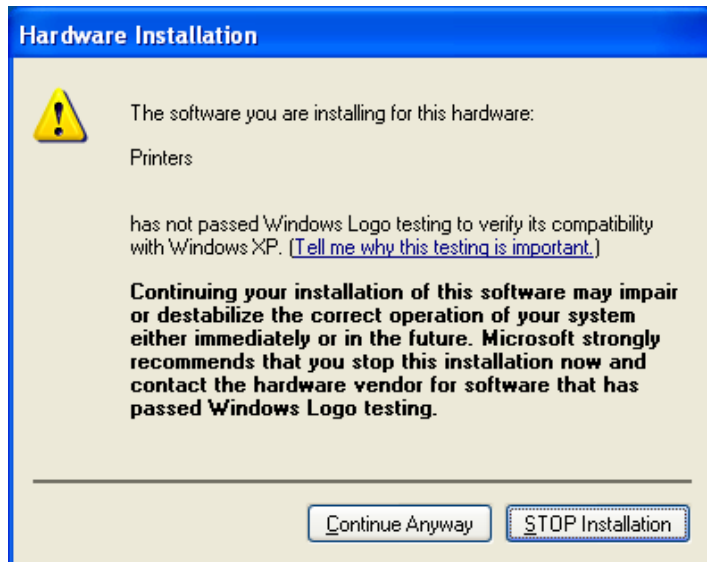 Hardware Installation
The software you are installing for this hardware:
Printers
has not passed Windows Logo testing to verify its compatibility
with Windows XP. (Tell me why this testing is important.)
Continuing your installation of this software may impair
or destabilize the correct operation of your system
either immediately or in the future. Microsoft strongly
recommends that you stop this installation now and
contact the hardware vendor for software that has
passed Windows Logo testing.
Continue Anyway
STOP Installation